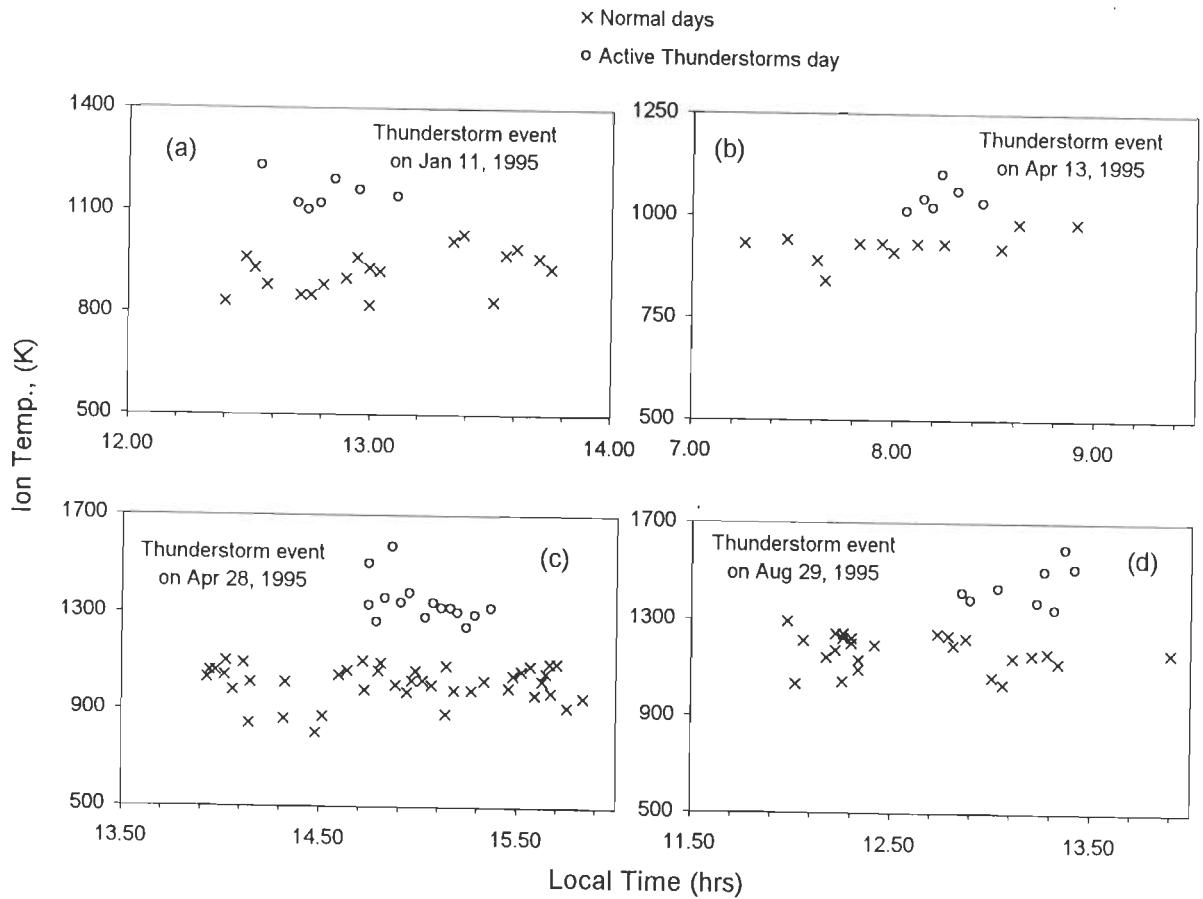 × Normal days
o Active Thunderstorms day
Ion Temp., (K)
1400
1100
800
500
(a)
Thunderstorm event
on Jan 11, 1995
12.00
13.00
14.00
1250
1000
750
500
(b)
Thunderstorm event
on Apr 13, 1995
7.00
8.00
9.00
1700
1300
900
500
Thunderstorm event
on Apr 28, 1995
(c)
13.50
14.50
15.50
1700
1300
900
500
Thunderstorm event
on Aug 29, 1995
(d)
11.50
12.50
13.50
Local Time (hrs)